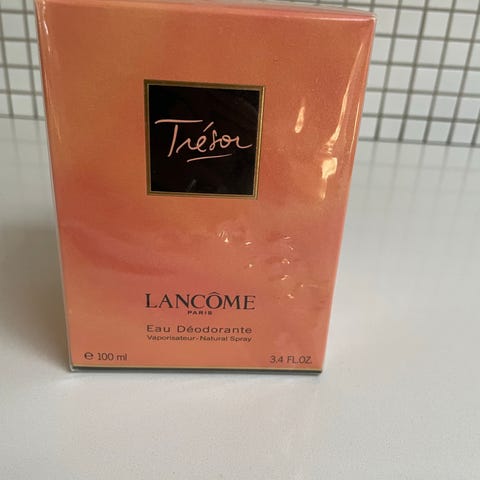 Trésor
LANCÔME
PARIS
Eau Déodorante
Vaporisateur-Natural Spray
℮ 100 ml
3.4 FL.OZ.